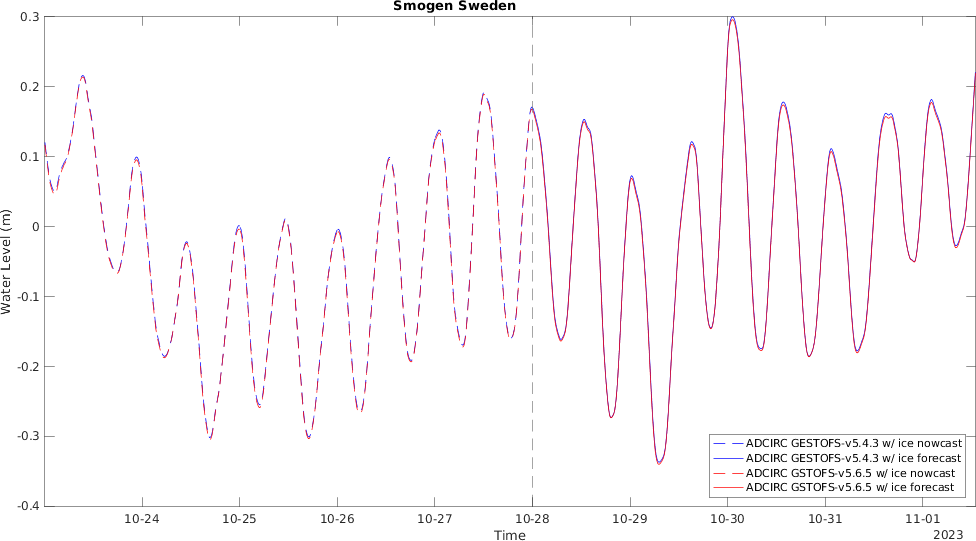 Smogen Sweden
Water Level (m)
0.3
0.2
0.1
0
-0.1
-0.2
-0.3
-0.4
ADCIRC GESTOFS-v5.4.3 w/ ice nowcast
ADCIRC GESTOFS-v5.4.3 w/ ice forecast
ADCIRC GSTOFS-v5.6.5 w/ ice nowcast
ADCIRC GSTOFS-v5.6.5 w/ ice forecast
10-24 10-25 10-26 10-27 10-28 10-29 10-30 10-31 11-01
Time
2023